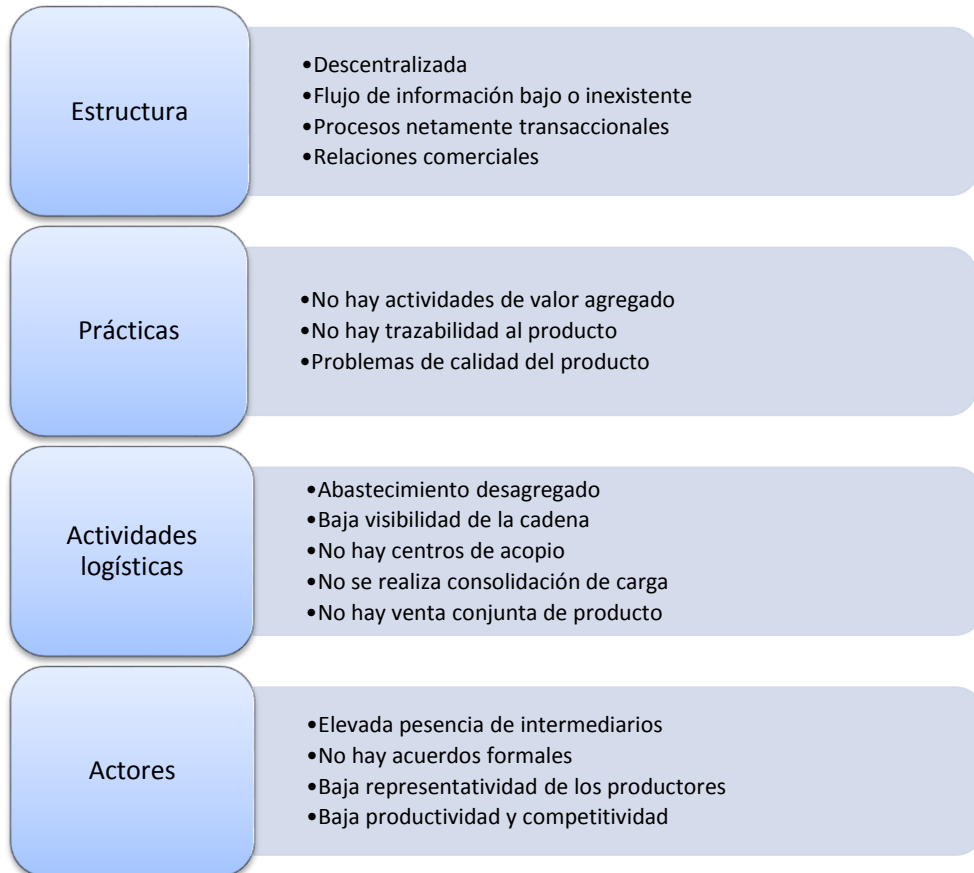 Estructura
•Descentralizada
•Flujo de información bajo o inexistente
•Procesos netamente transaccionales
•Relaciones comerciales
Prácticas
•No hay actividades de valor agregado
•No hay trazabilidad al producto
•Problemas de calidad del producto
Actividades
logísticas
•Abastecimiento desagregado
•Baja visibilidad de la cadena
•No hay centros de acopio
•No se realiza consolidación de carga
•No hay venta conjunta de producto
Actores
•Elevada pesencia de intermediarios
•No hay acuerdos formales
•Baja representatividad de los productores
•Baja productividad y competitividad